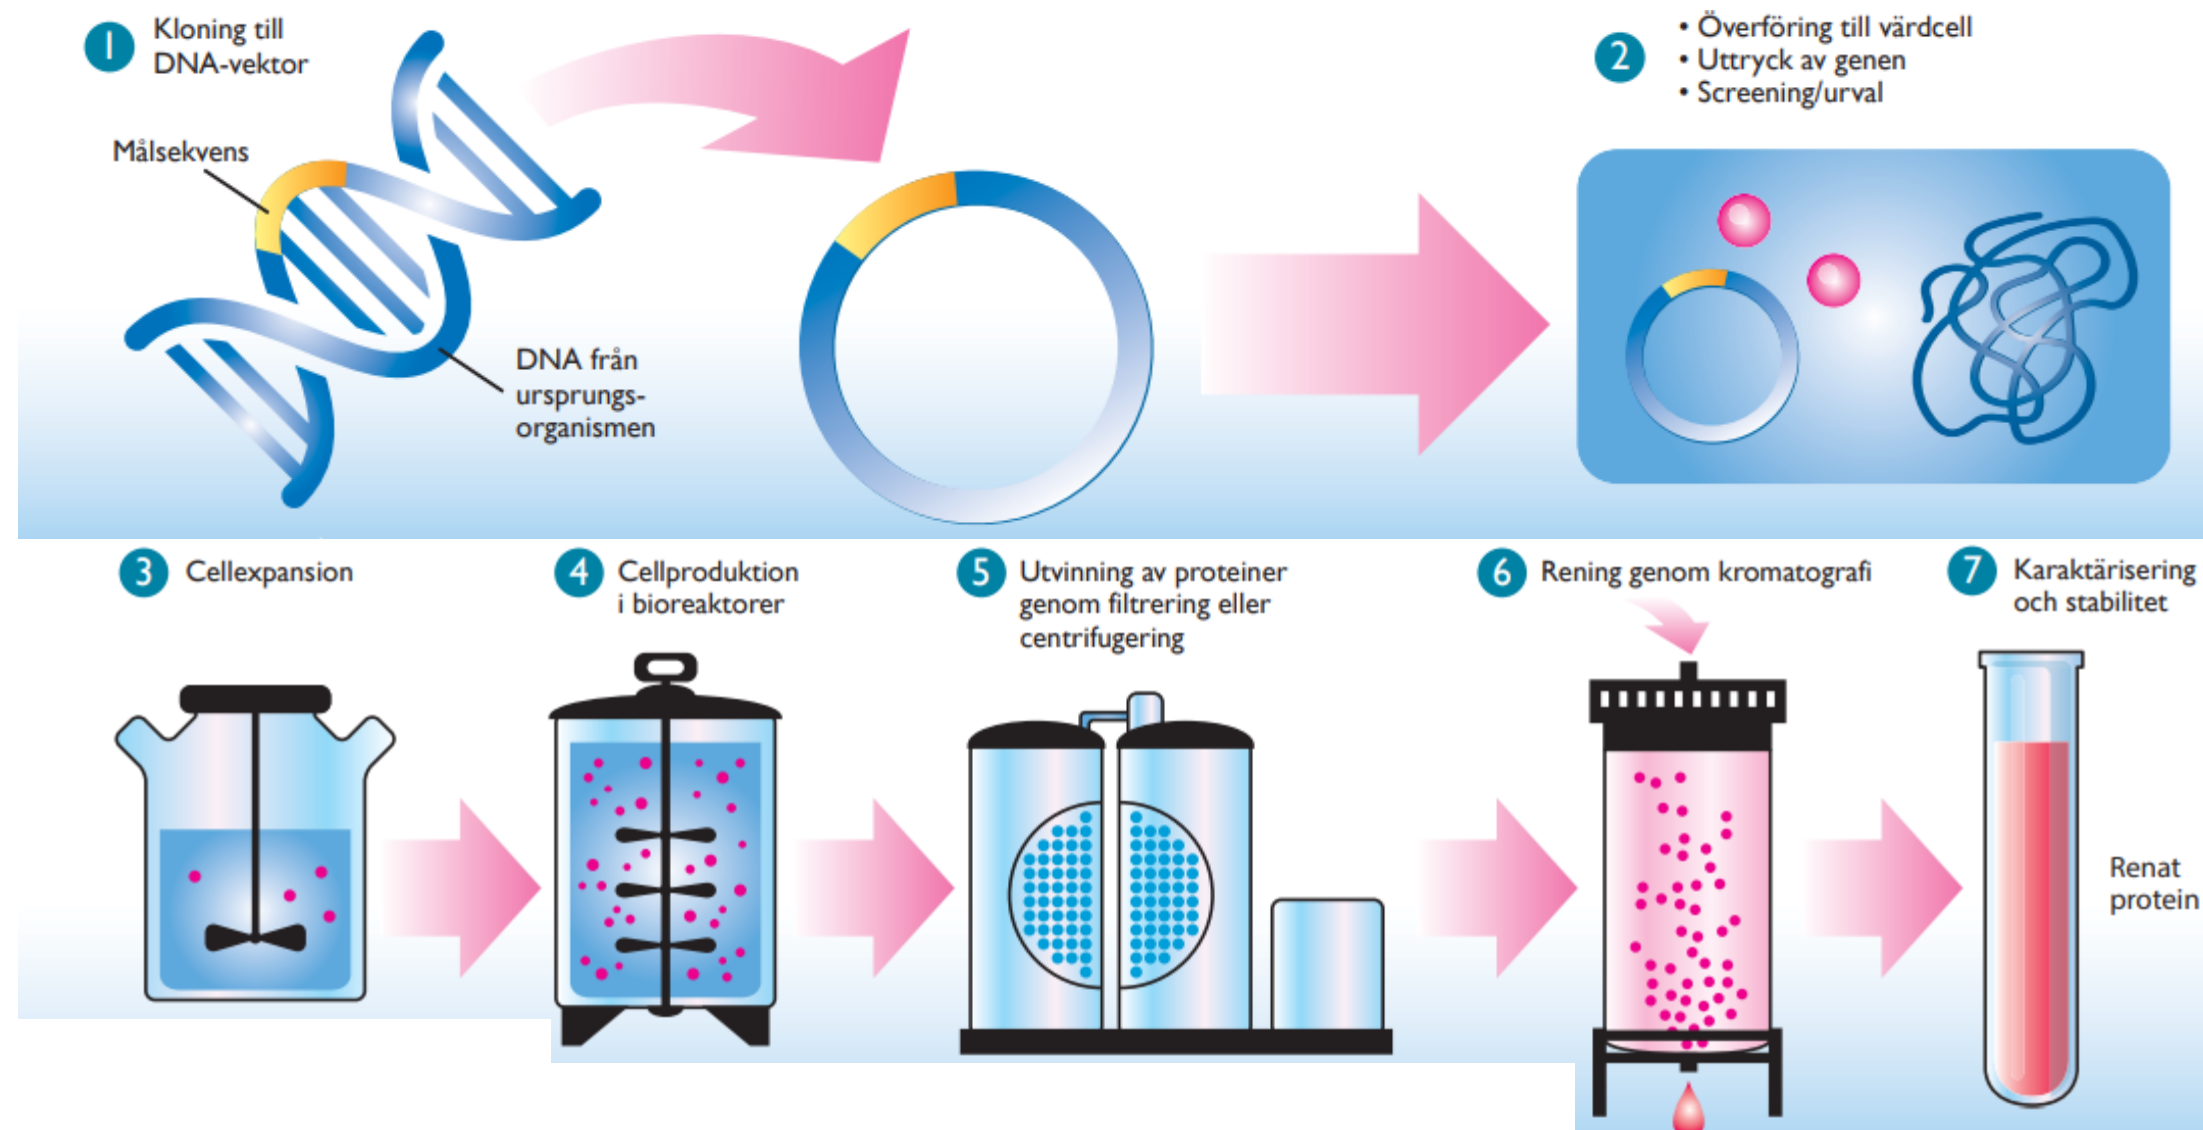 1 Kloning till
DNA-vektor
Målsekvens
DNA från
ursprungs-
organismen
2
• Överföring till värdcell
• Uttryck av genen
• Screening/urval
3 Cellexpansion
4 Cellproduktion
i bioreaktorer
5 Utvinning av proteiner
genom filtrering eller
centrifugering
6 Rening genom kromatografi
7 Karaktärisering
och stabilitet
Renat
protein